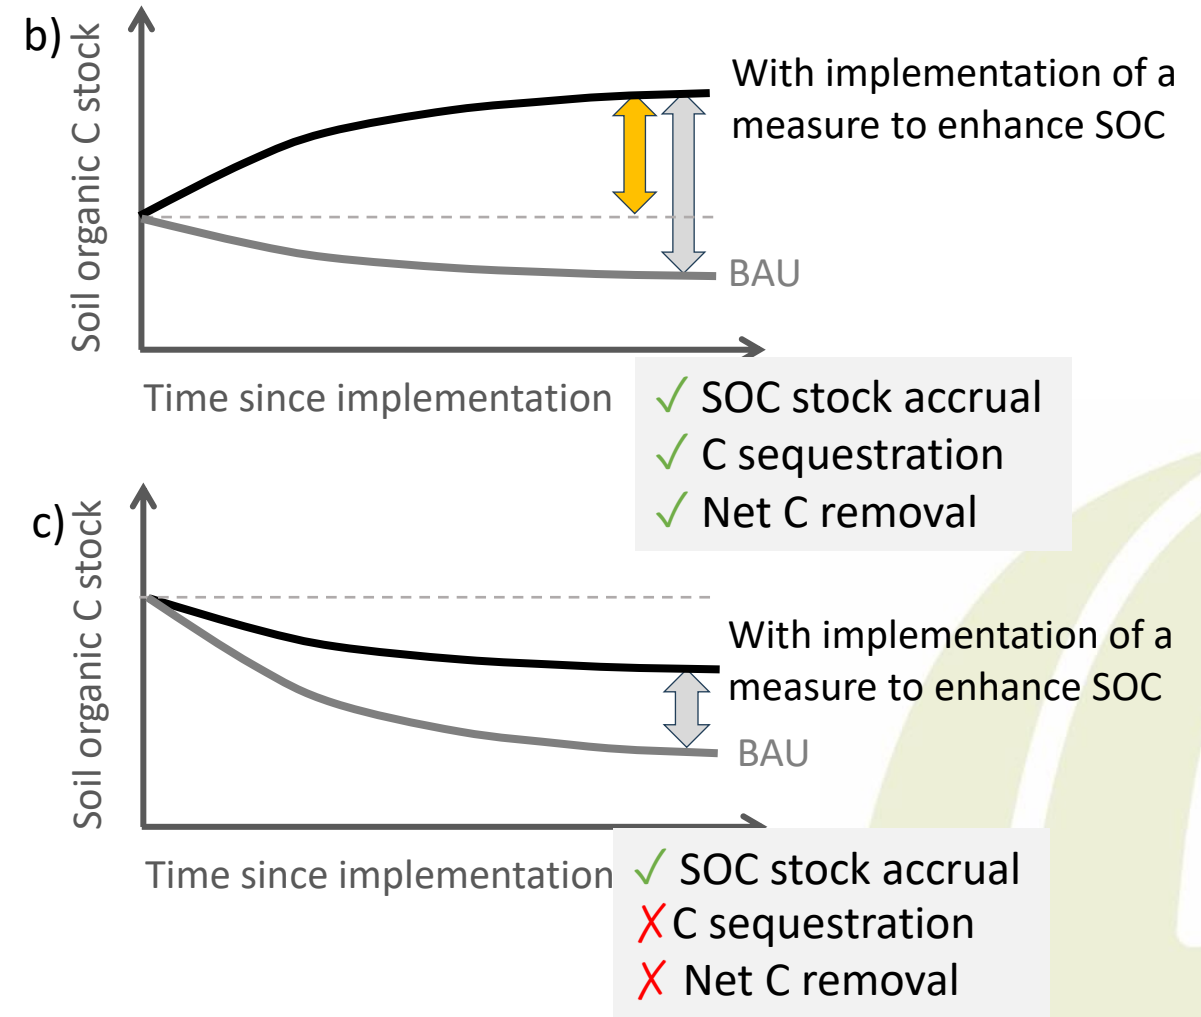 b)
Soil organic C stock
With implementation of a
measure to enhance SOC
BAU
Time since implementation
✓ SOC stock accrual
✓ C sequestration
✓ Net C removal
c)
Soil organic C stock
With implementation of a
measure to enhance SOC
BAU
Time since implementation
✓ SOC stock accrual
✗ C sequestration
✗ Net C removal